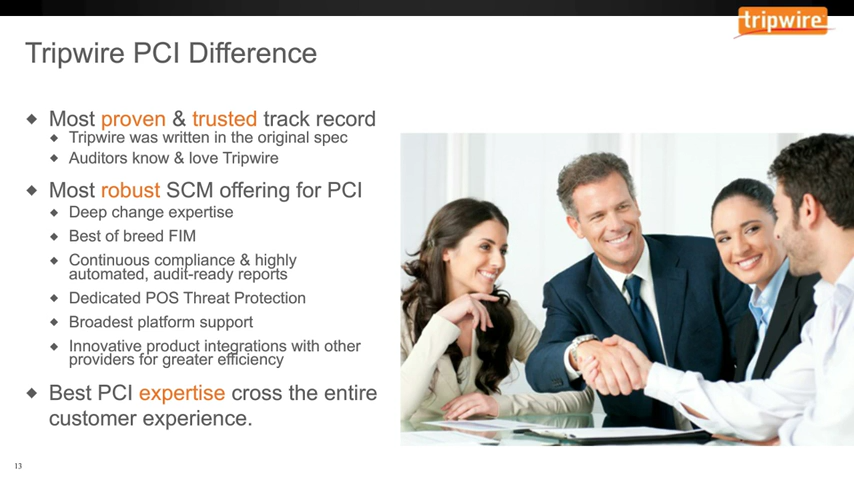 tripwire
Tripwire PCI Difference
Most proven & trusted track record
Tripwire was written in the original spec
Auditors know & love Tripwire
Most robust SCM offering for PCI
Deep change expertise
Best of breed FIM
Continuous compliance & highly
automated, audit-ready reports
Dedicated POS Threat Protection
Broadest platform support
Innovative product integrations with other
providers for greater efficiency
Best PCI expertise cross the entire
customer experience.
13